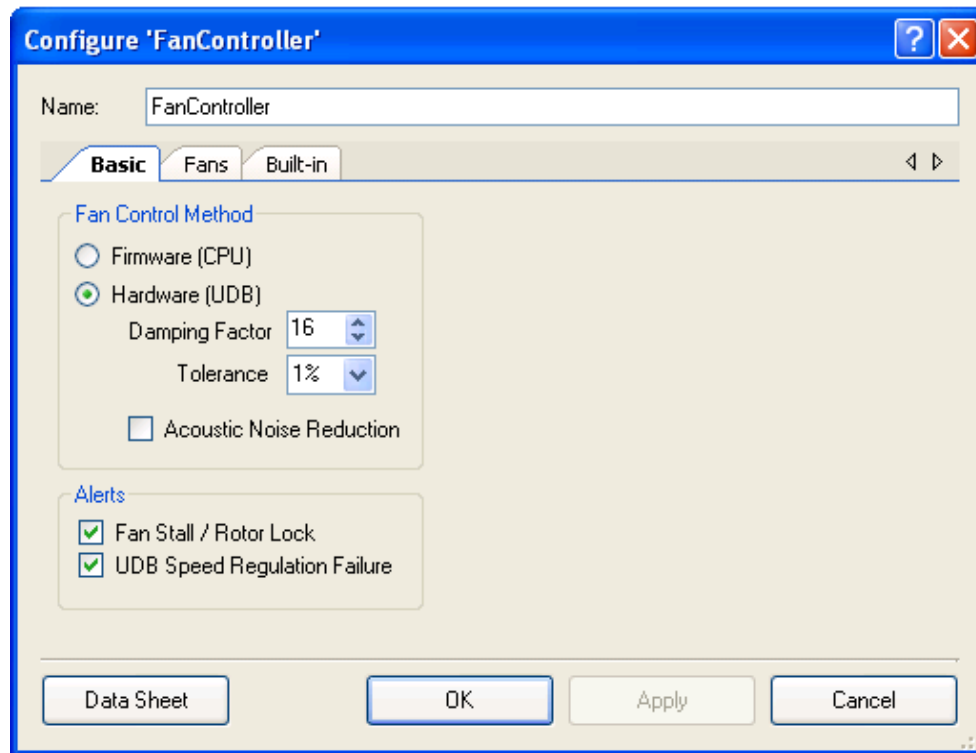 Configure 'FanController'
Name: FanController
Basic Fans Built-in
Fan Control Method
Firmware (CPU)
Hardware (UDB)
Damping Factor 16
Tolerance 1%
Acoustic Noise Reduction
Alerts
Fan Stall / Rotor Lock
UDB Speed Regulation Failure
Data Sheet OK Apply Cancel